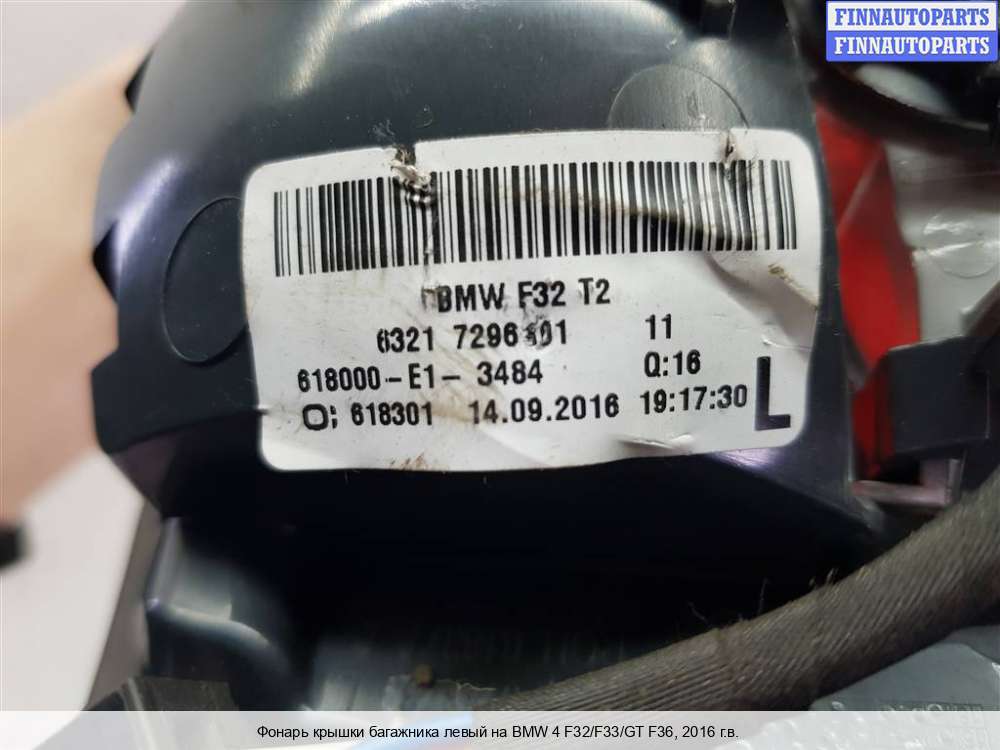 FINNAUTOPARTS
FINNAUTOPARTS
BMW F32 T2
6321 11
618000-E1- 3484 Q:16
O; 618301 14.09.2016 19:17:30 L
Фонарь крышки багажника левый на BMW 4 F32/F33/GT F36, 2016 г.в.